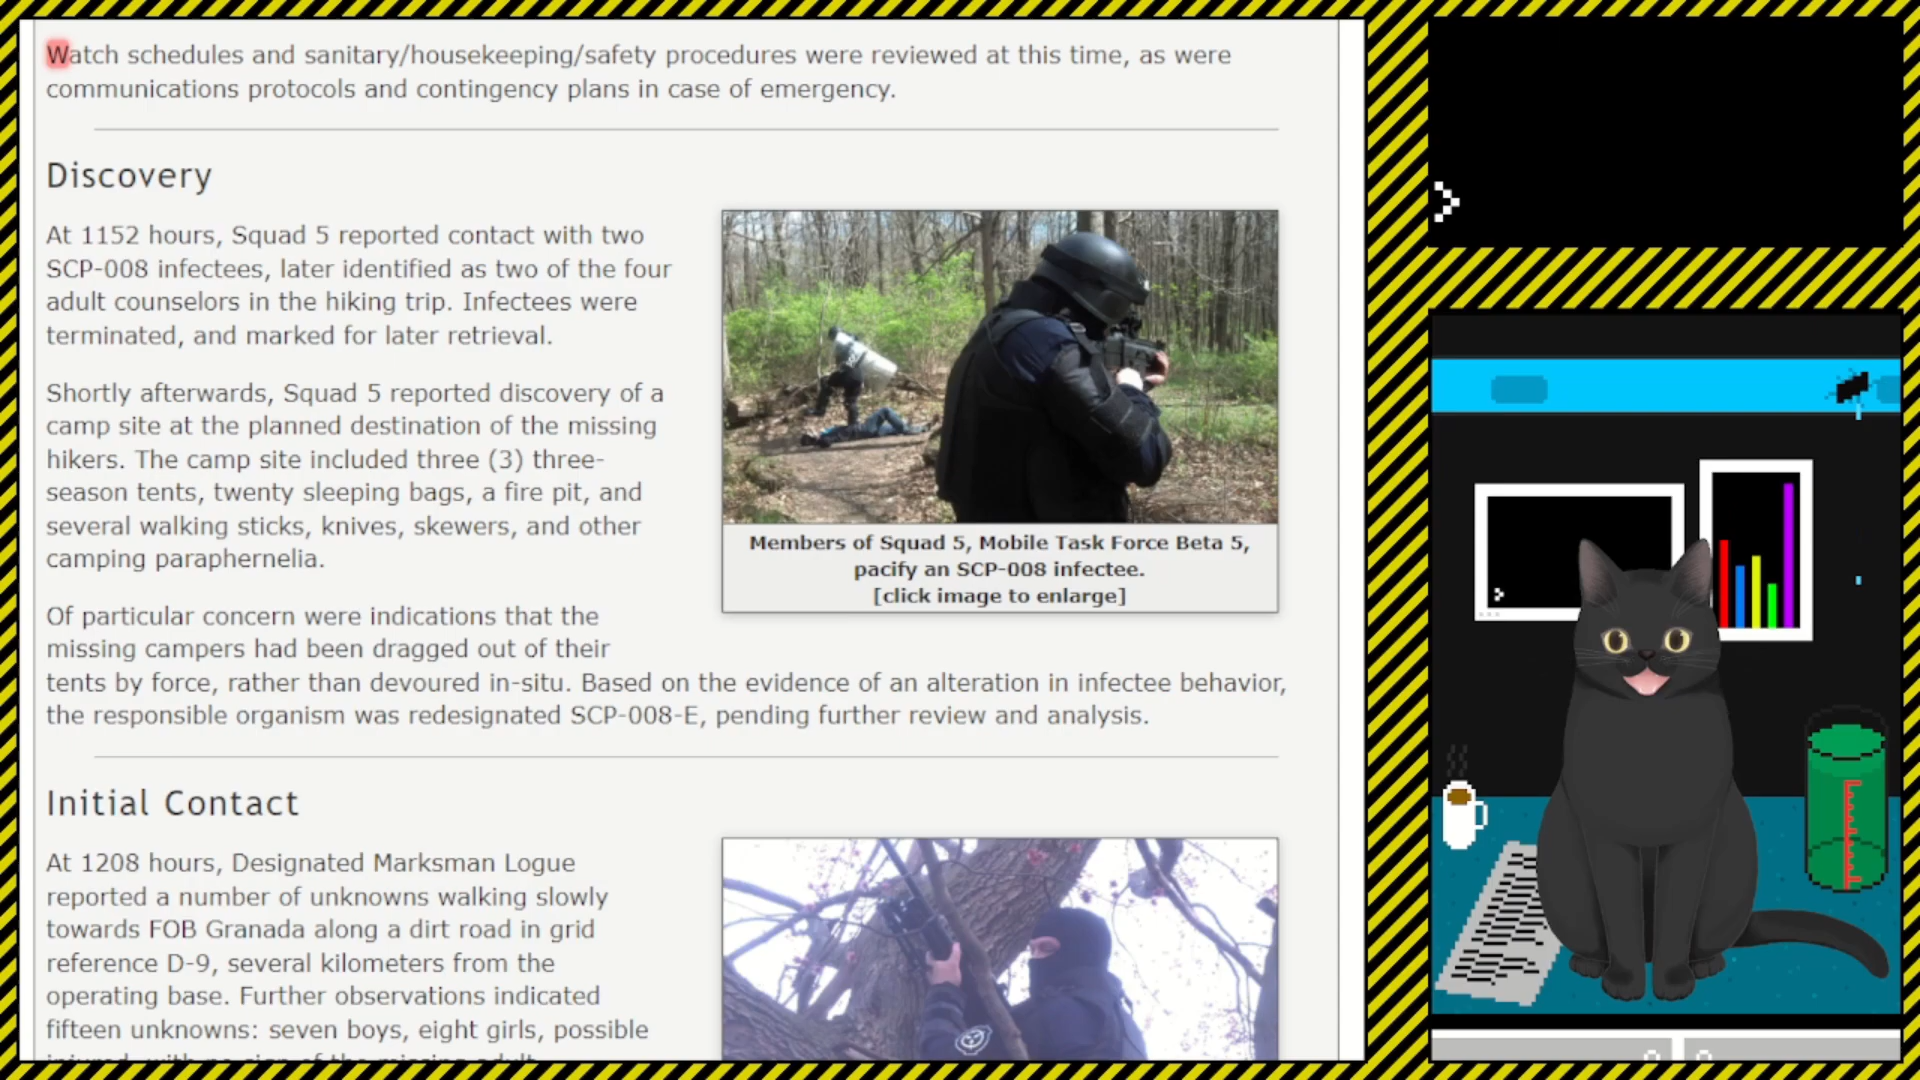 Watch schedules and sanitary/housekeeping/safety procedures were reviewed at this time, as were
communications protocols and contingency plans in case of emergency.
Discovery
At 1152 hours, Squad 5 reported contact with two
SCP-008 infectees, later identified as two of the four
adult counselors in the hiking trip. Infectees were
terminated, and marked for later retrieval.
Shortly afterwards, Squad 5 reported discovery of a
camp site at the planned destination of the missing
hikers. The camp site included three (3) three-
season tents, twenty sleeping bags, a fire pit, and
several walking sticks, knives, skewers, and other
camping paraphernelia.
Members of Squad 5, Mobile Task Force Beta 5,
pacify an SCP-008 infectee.
[click image to enlarge]
Of particular concern were indications that the
missing campers had been dragged out of their
tents by force, rather than devoured in-situ. Based on the evidence of an alteration in infectee behavior,
the responsible organism was redesignated SCP-008-E, pending further review and analysis.
Initial Contact
At 1208 hours, Designated Marksman Logue
reported a number of unknowns walking slowly
towards FOB Granada along a dirt road in grid
reference D-9, several kilometers from the
operating base. Further observations indicated
fifteen unknowns: seven boys, eight girls, possible